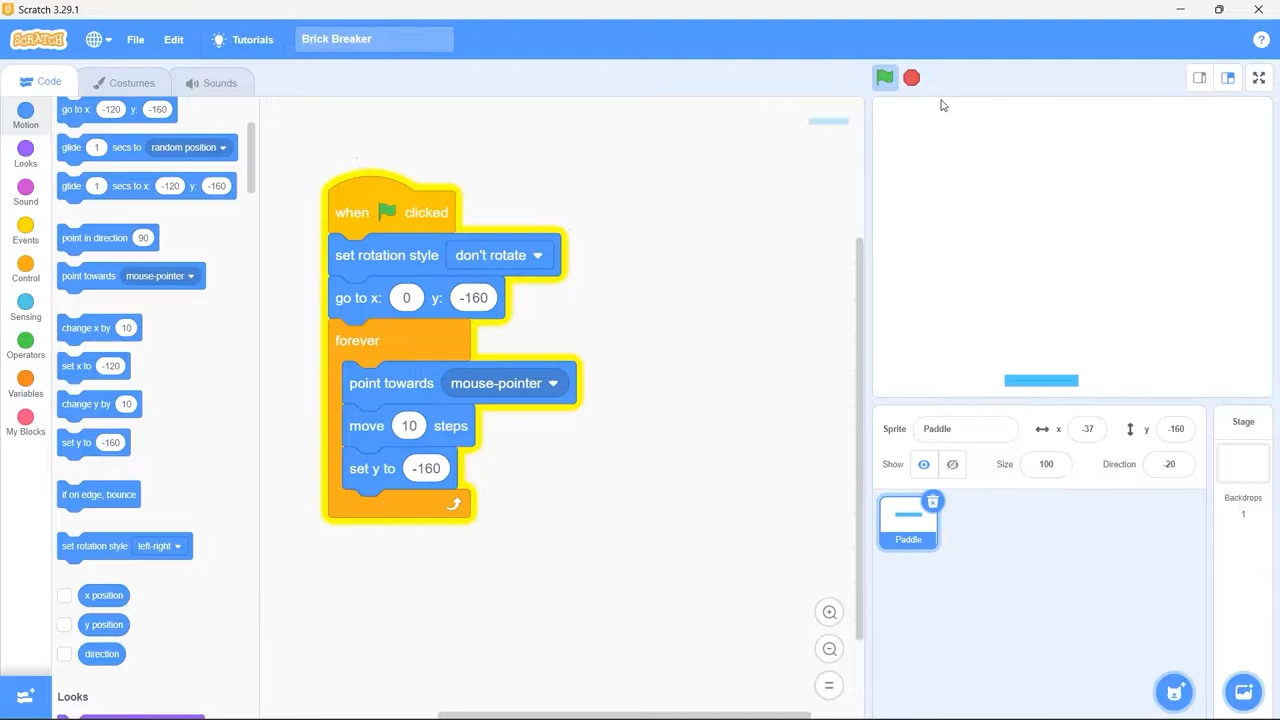 Scratch 3.29.1
SCRATCH
File
Edit
Tutorials
Brick Breaker
?
Code
Costumes
Sounds
Motion
Looks
Sound
Events
Control
Sensing
Operators
Variables
My Blocks
go to x: -120 y: -160
glide 1 secs to random position
glide 1 secs to x: -120 y: -160
point in direction 90
point towards mouse-pointer
change x by 10
set x to -120
change y by 10
set y to -160
if on edge, bounce
set rotation style left-right
x position
y position
direction
Looks
when clicked
set rotation style don't rotate
go to x: 0 y: -160
forever
point towards mouse-pointer
move 10 steps
set y to -160
Sprite Paddle x -37 y -160
Show Size 100 Direction -20
Paddle
Stage
Backdrops
1